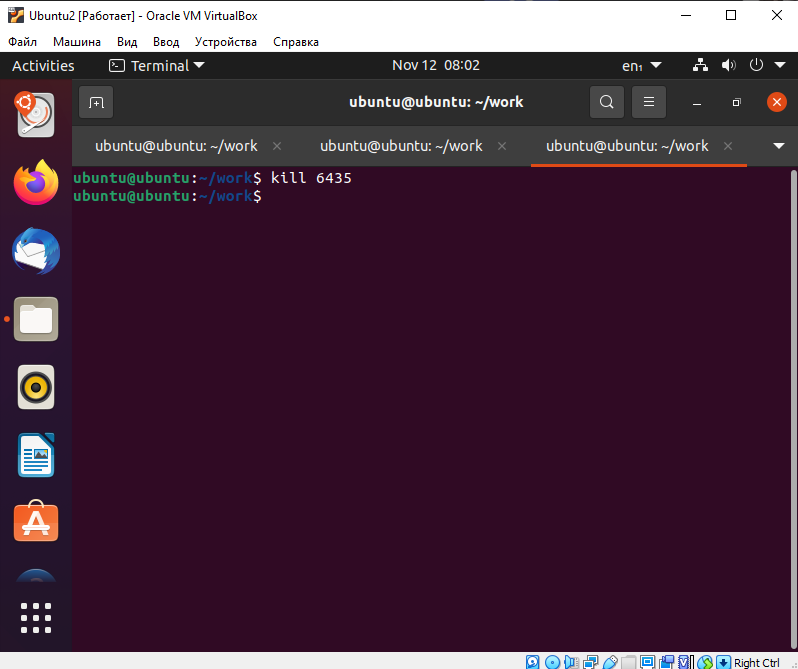 Ubuntu2 [Работает] - Oracle VM VirtualBox
Файл Машина Вид Ввод Устройства Справка
Activities Terminal Nov 12 08:02 en₁
ubuntu@ubuntu: ~/work
ubuntu@ubuntu: ~/work ubuntu@ubuntu: ~/work ubuntu@ubuntu: ~/work
ubuntu@ubuntu:~/work$ kill 6435
ubuntu@ubuntu:~/work$
Right Ctrl